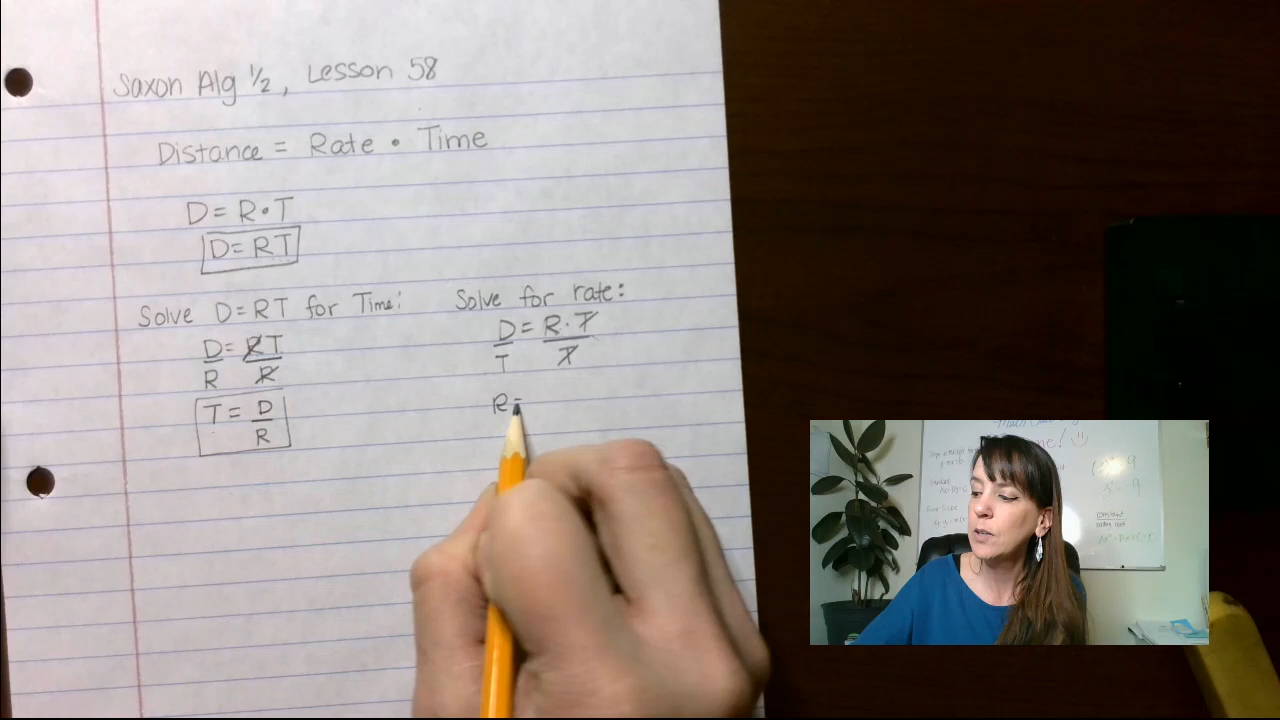 Saxon Alg 1/2, Lesson 58
Distance = Rate • Time
D = R • T
D = RT
Solve D = RT for Time:
D = RT
R R
T = D
R
Solve for rate:
D = R · T
T T
R =